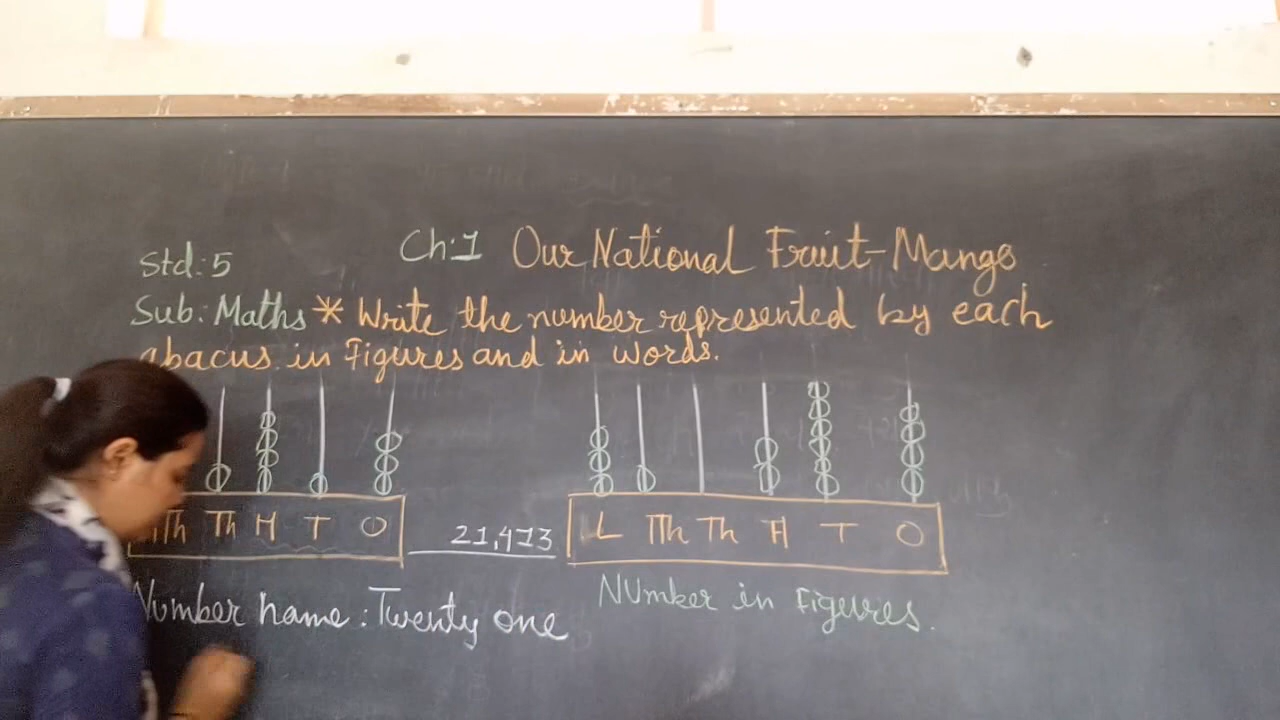 Std: 5
Ch:1 Our National Fruit-Mango
Sub: Maths * Write the number represented by each
abacus in Figures and in words.
Th Th H T O
21,413
L TTh Th H T O
Number name: Twenty one
NUmber in Figures.